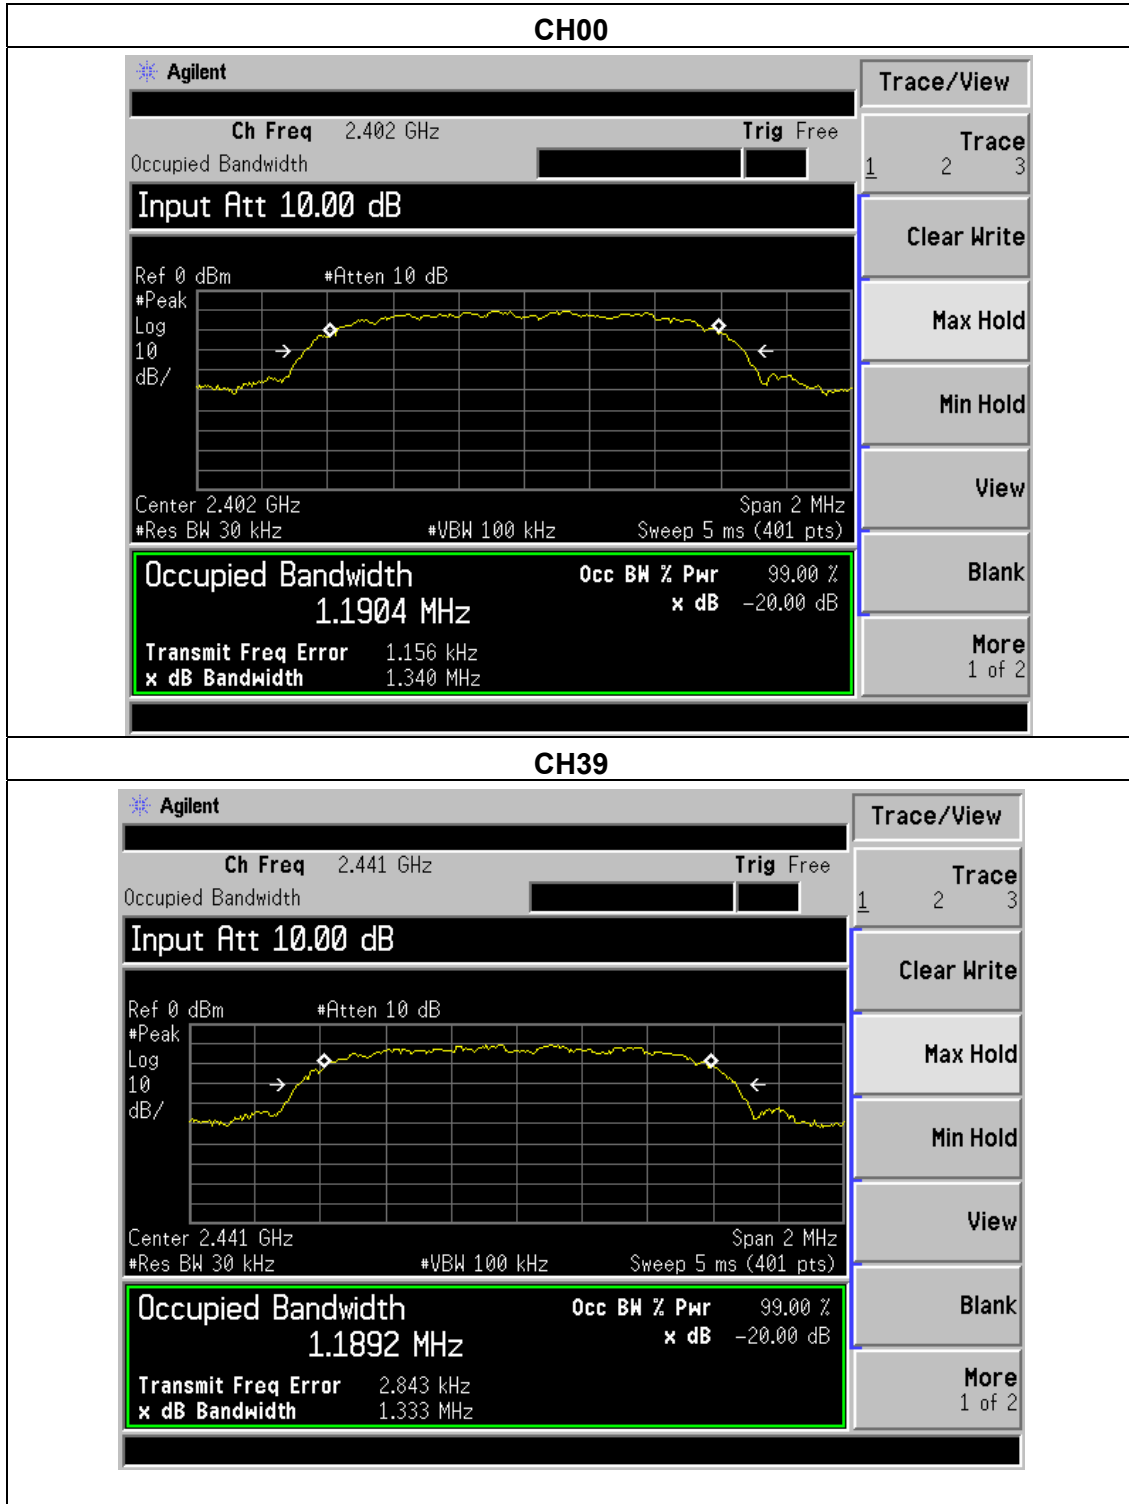 CH00
Agilent
Trace/View
Ch Freq 2.402 GHz Trig Free
Occupied Bandwidth
Trace
1 2 3
Input Att 10.00 dB
Clear Write
Ref 0 dBm #Atten 10 dB
#Peak
Log
10
dB/
Max Hold
Min Hold
View
Center 2.402 GHz Span 2 MHz
#Res BW 30 kHz #VBW 100 kHz Sweep 5 ms (401 pts)
Occupied Bandwidth Occ BW % Pwr 99.00 %
1.1904 MHz x dB -20.00 dB
Blank
Transmit Freq Error 1.156 kHz
x dB Bandwidth 1.340 MHz
More
1 of 2
CH39
Agilent
Trace/View
Ch Freq 2.441 GHz Trig Free
Occupied Bandwidth
Trace
1 2 3
Input Att 10.00 dB
Clear Write
Ref 0 dBm #Atten 10 dB
#Peak
Log
10
dB/
Max Hold
Min Hold
View
Center 2.441 GHz Span 2 MHz
#Res BW 30 kHz #VBW 100 kHz Sweep 5 ms (401 pts)
Occupied Bandwidth Occ BW % Pwr 99.00 %
1.1892 MHz x dB -20.00 dB
Blank
Transmit Freq Error 2.843 kHz
x dB Bandwidth 1.333 MHz
More
1 of 2